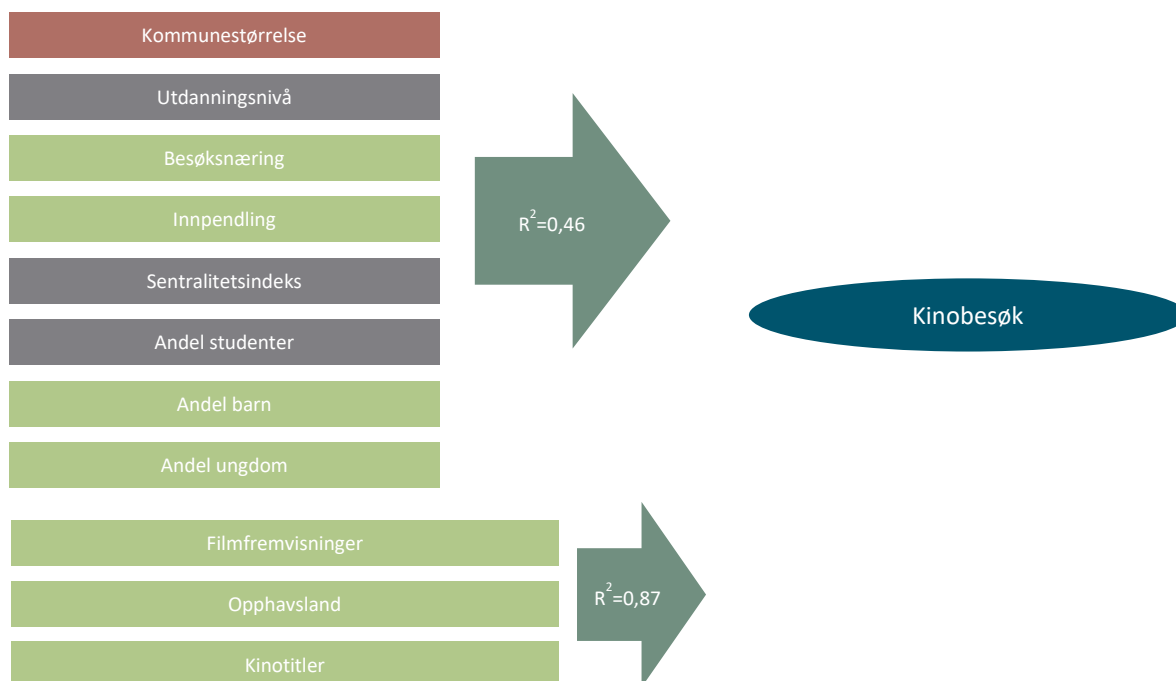 Kommunestørrelse
Utdanningsnivå
Besøksnæring
Innpendling
Sentralitetsindeks
Andel studenter
Andel barn
Andel ungdom
R²=0,46
Kinobesøk
Filmfremvisninger
Opphavsland
Kinotitler
R²=0,87